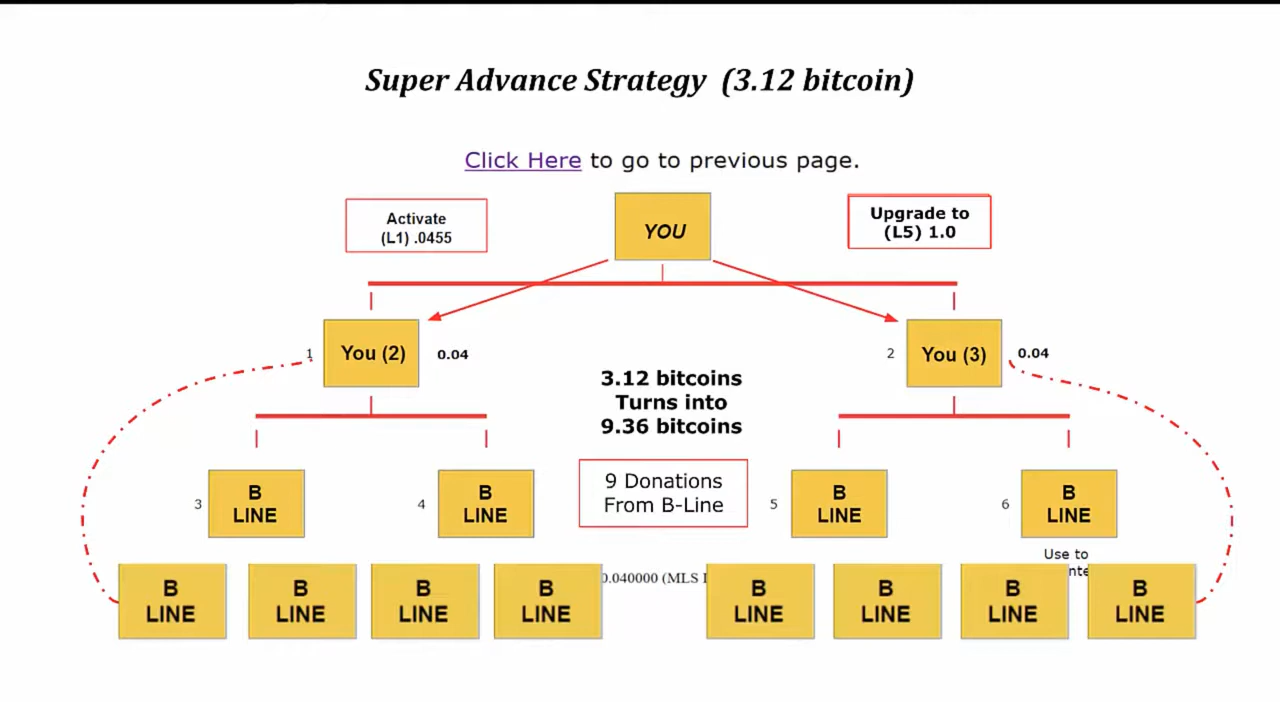 Super Advance Strategy (3.12 bitcoin)
Click Here to go to previous page.
Activate
(L1) .0455
YOU
Upgrade to
(L5) 1.0
1
You (2)
0.04
2
You (3)
0.04
3.12 bitcoins
Turns into
9.36 bitcoins
9 Donations
From B-Line
3
B
LINE
4
B
LINE
5
B
LINE
6
B
LINE
Use to
0.040000 (MLS
B
LINE
B
LINE
B
LINE
B
LINE
B
LINE
B
LINE
B
LINE
B
LINE